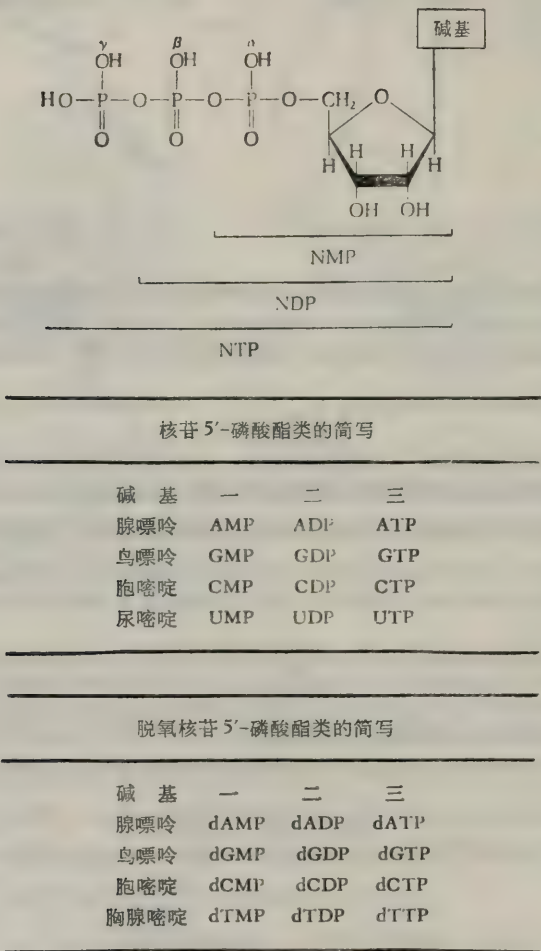 碱基
γ β α
OH OH OH
HO—P—O—P—O—P—O—CH₂ O
O O O
H H H H
OH OH
NMP
NDP
NTP
核苷5′-磷酸酯类的简写
碱 基 一 二 三
腺嘌呤 AMP ADP ATP
鸟嘌呤 GMP GDP GTP
胞嘧啶 CMP CDP CTP
尿嘧啶 UMP UDP UTP
脱氧核苷5′-磷酸酯类的简写
碱 基 一 二 三
腺嘌呤 dAMP dADP dATP
鸟嘌呤 dGMP dGDP dGTP
胞嘧啶 dCMP dCDP dCTP
胸腺嘧啶 dTMP dTDP dTTP